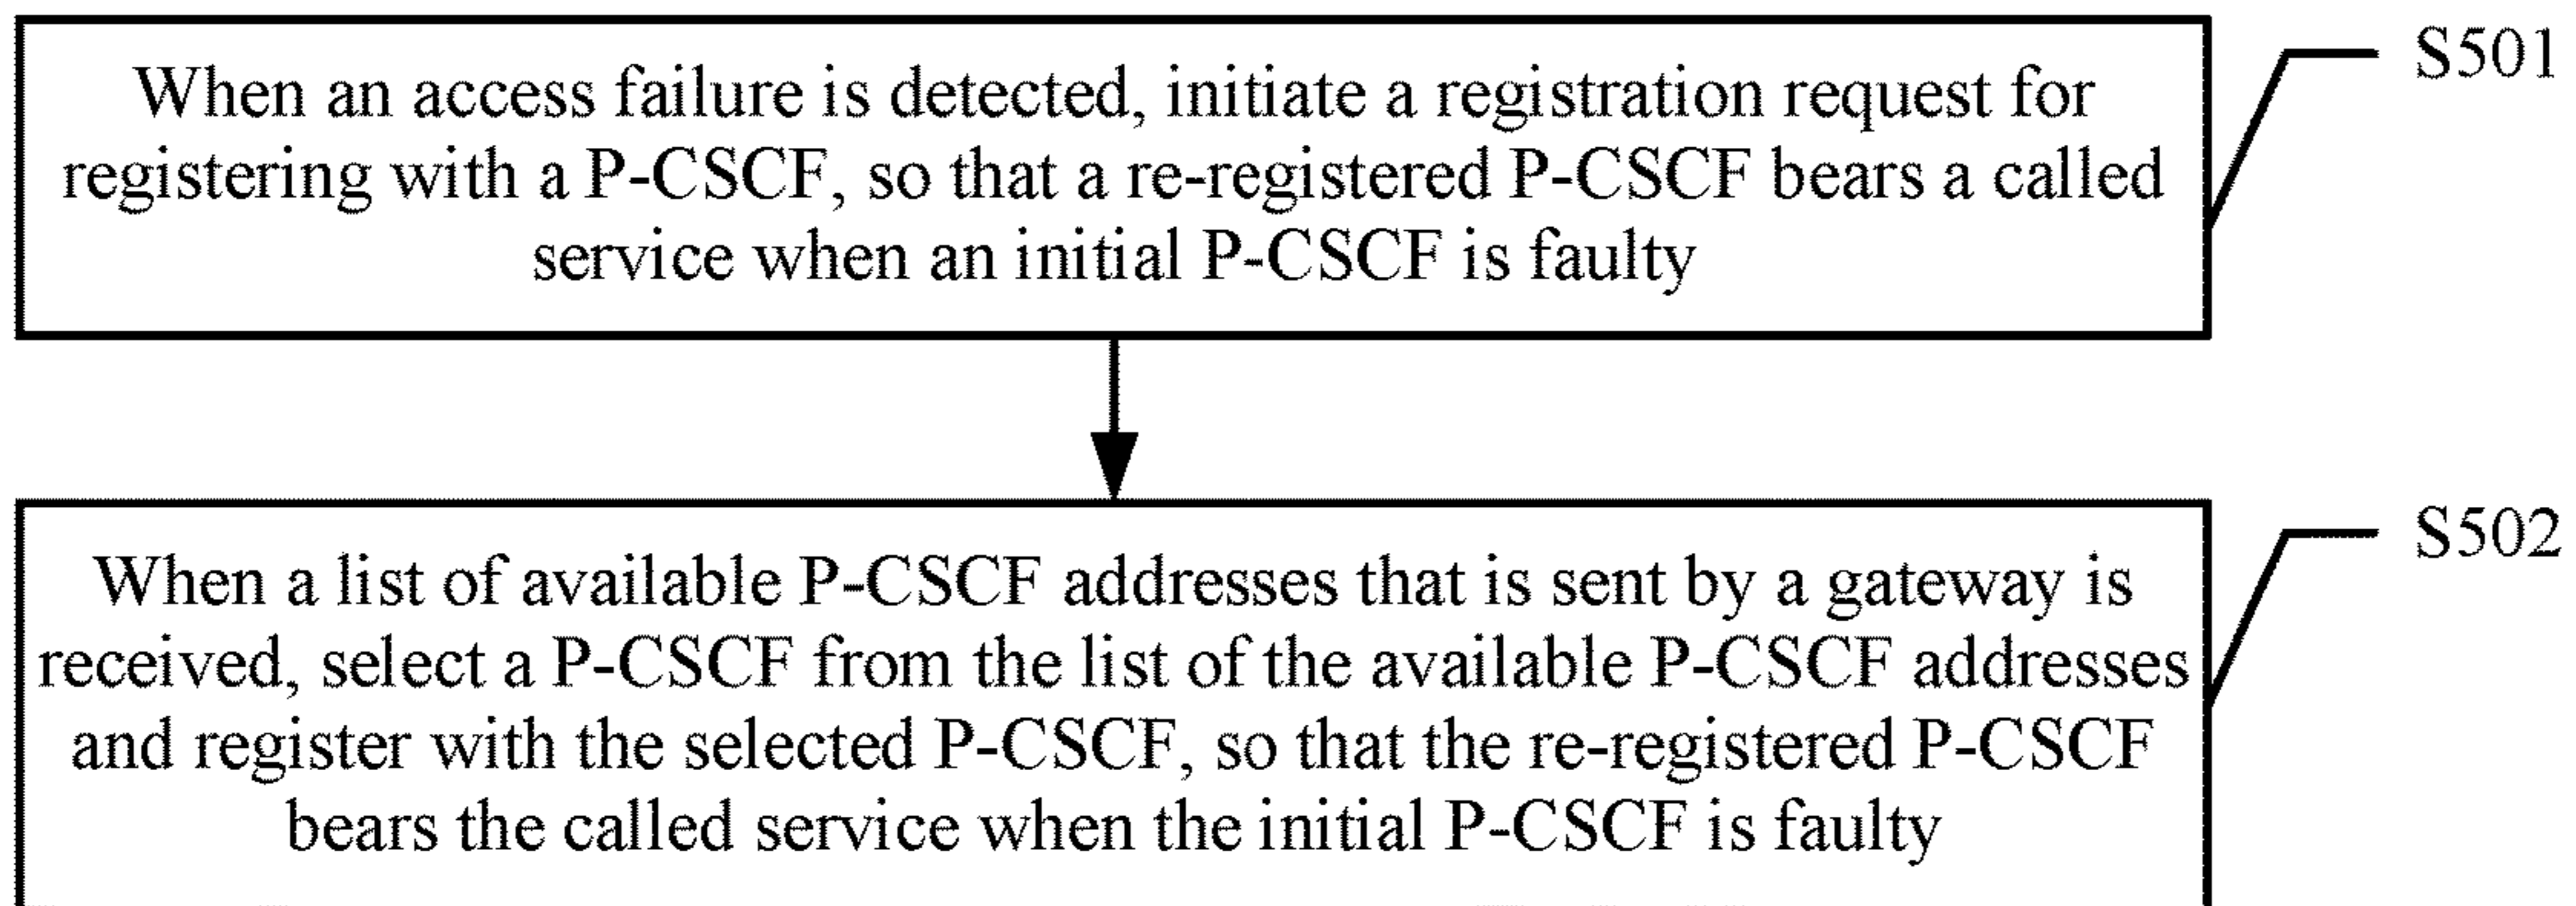 When an access failure is detected, initiate a registration request for
registering with a P-CSCF, so that a re-registered P-CSCF bears a called
service when an initial P-CSCF is faulty
S501
When a list of available P-CSCF addresses that is sent by a gateway is
received, select a P-CSCF from the list of the available P-CSCF addresses
and register with the selected P-CSCF, so that the re-registered P-CSCF
bears the called service when the initial P-CSCF is faulty
S502